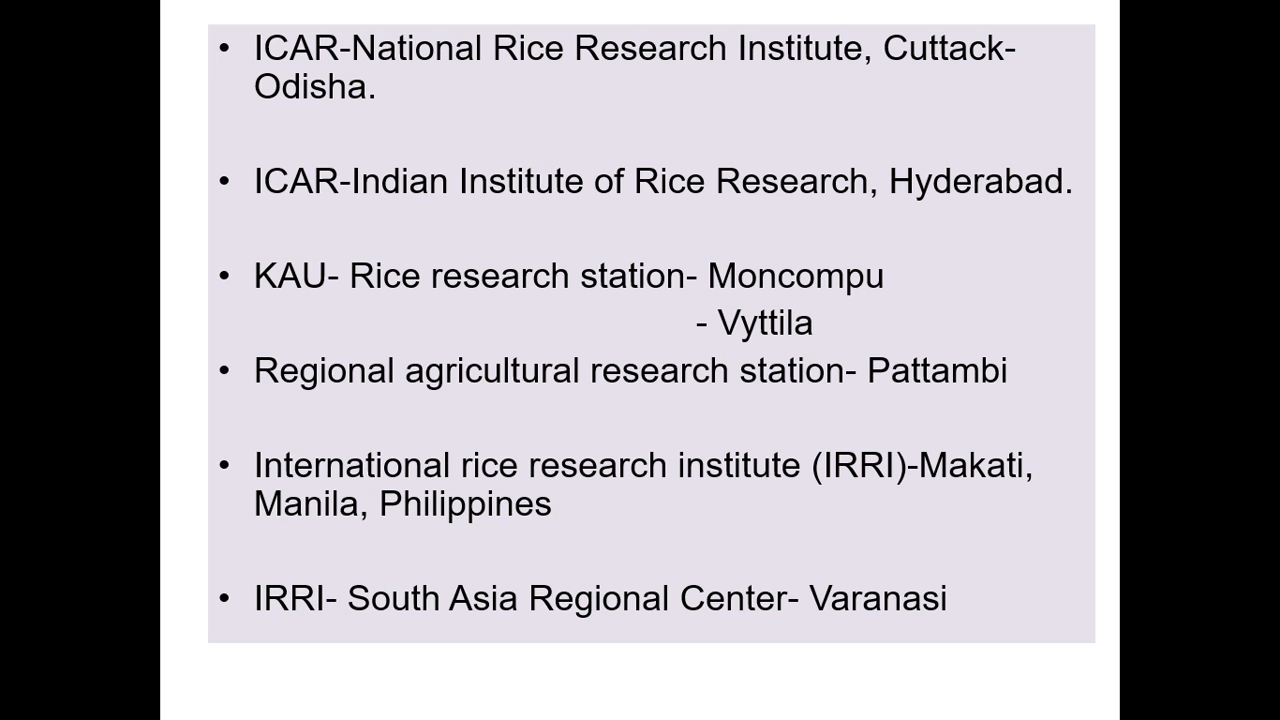 • ICAR-National Rice Research Institute, Cuttack-
Odisha.
• ICAR-Indian Institute of Rice Research, Hyderabad.
• KAU- Rice research station- Moncompu
- Vyttila
• Regional agricultural research station- Pattambi
• International rice research institute (IRRI)-Makati,
Manila, Philippines
• IRRI- South Asia Regional Center- Varanasi